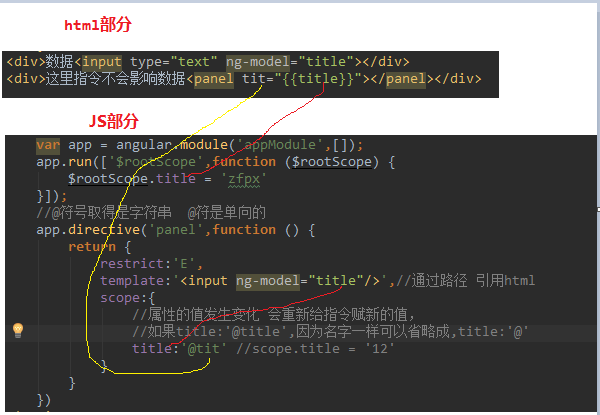 html部分
<div>数据<input type="text" ng-model="title"></div>
<div>这里指令不会影响数据<panel tit="{{title}}"></panel></div>
JS部分
var app = angular.module('appModule',[]);
app.run(['$rootScope',function ($rootScope) {
$rootScope.title = 'zfpx'
}]);
//@符号取得是字符串 @符是单向的
app.directive('panel',function () {
return {
restrict:'E',
template:'<input ng-model="title"/>',//通过路径 引用html
scope:{
//属性的值发生变化 会重新给指令赋新的值,
//如果title:'@title',因为名字一样可以省略成,title:'@'
title:'@tit' //scope.title = '12'
}
}
})